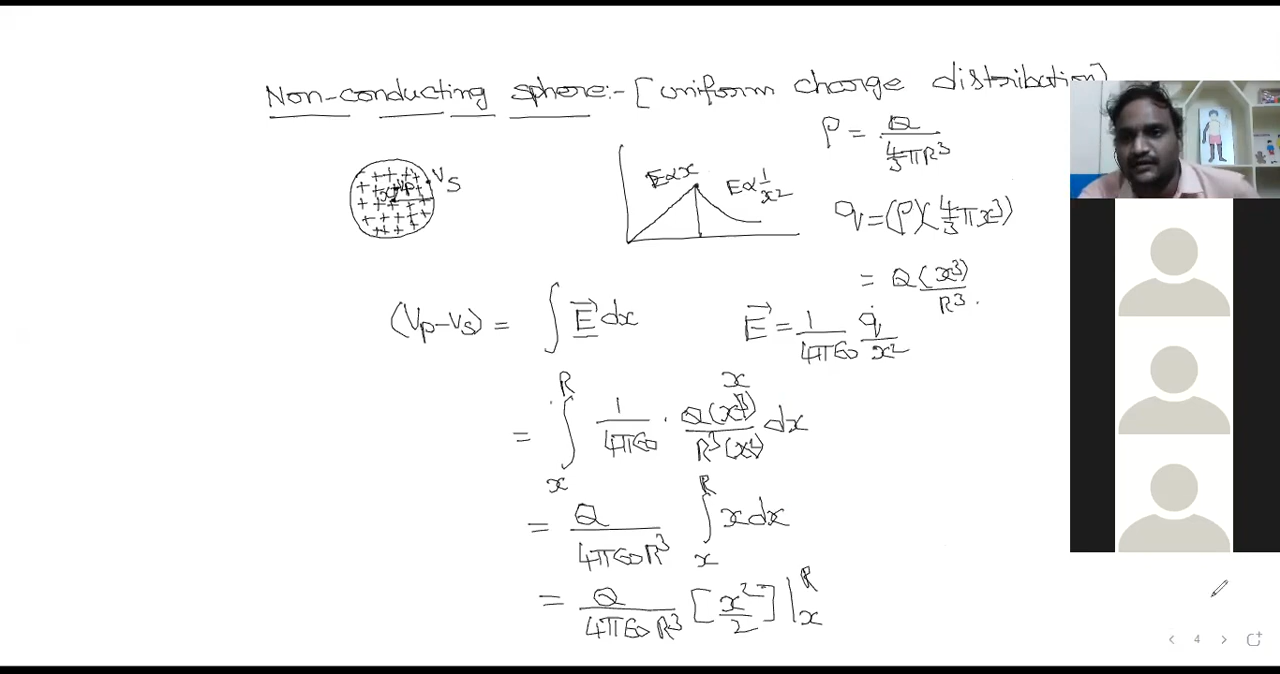 Non-conducting sphere:- [uniform charge distribution]
ρ = Q / (4/3 πR³)
VS
E∝x
E∝1/x²
q = (ρ)(4/3 πx³)
= Q(x³)/R³.
(Vp-Vs) = ∫ E⃗ dx
E⃗ = 1/4πε0 q/x²
= ∫ₓᴿ 1/4πε0 · Q(x³)/R³(x²) dx
x
= Q/4πε0R³ ∫ₓᴿ x dx
= Q/4πε0R³ [x²/2]|ₓᴿ
4